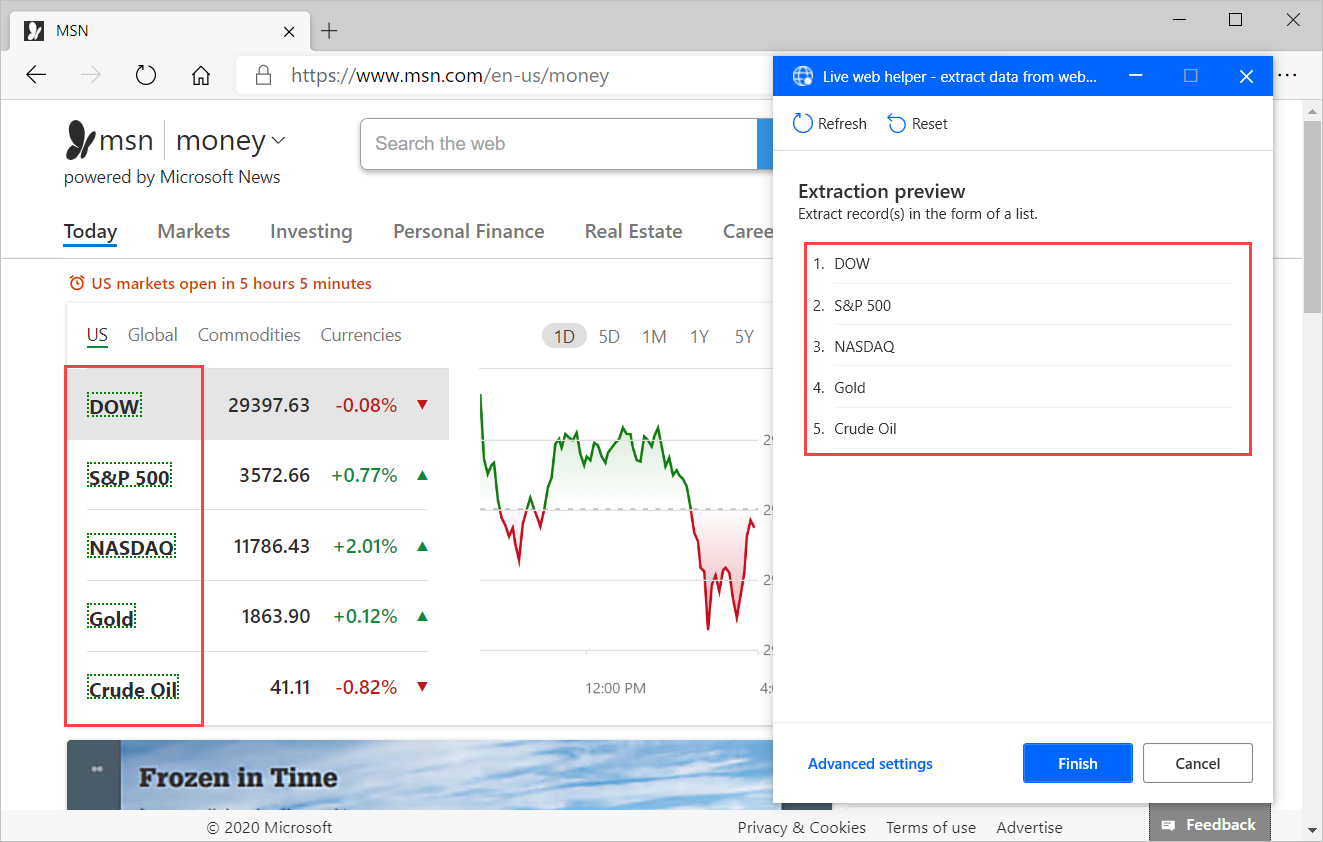 MSN
https://www.msn.com/en-us/money
Live web helper - extract data from web...
Refresh
Reset
msn
money
powered by Microsoft News
Search the web
Today
Markets
Investing
Personal Finance
Real Estate
Caree
US markets open in 5 hours 5 minutes
US
Global
Commodities
Currencies
1D
5D
1M
1Y
5Y
DOW 29397.63 -0.08%
S&P 500 3572.66 +0.77%
NASDAQ 11786.43 +2.01%
Gold 1863.90 +0.12%
Crude Oil 41.11 -0.82%
29
29
29
29
12:00 PM
4:0
Extraction preview
Extract record(s) in the form of a list.
1. DOW
2. S&P 500
3. NASDAQ
4. Gold
5. Crude Oil
Advanced settings
Finish
Cancel
Frozen in Time
© 2020 Microsoft
Privacy & Cookies
Terms of use
Advertise
Feedback